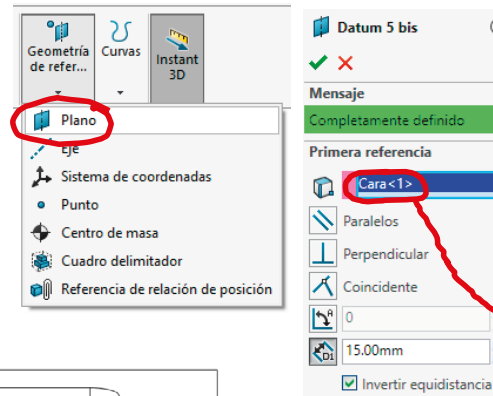 Geometría
de refer...
Curvas
Instant
3D
Plano
Eje
Sistema de coordenadas
Punto
Centro de masa
Cuadro delimitador
Referencia de relación de posición
Datum 5 bis
Mensaje
Completamente definido
Primera referencia
Cara<1>
Paralelos
Perpendicular
Coincidente
0
D1
15.00mm
Invertir equidistancia